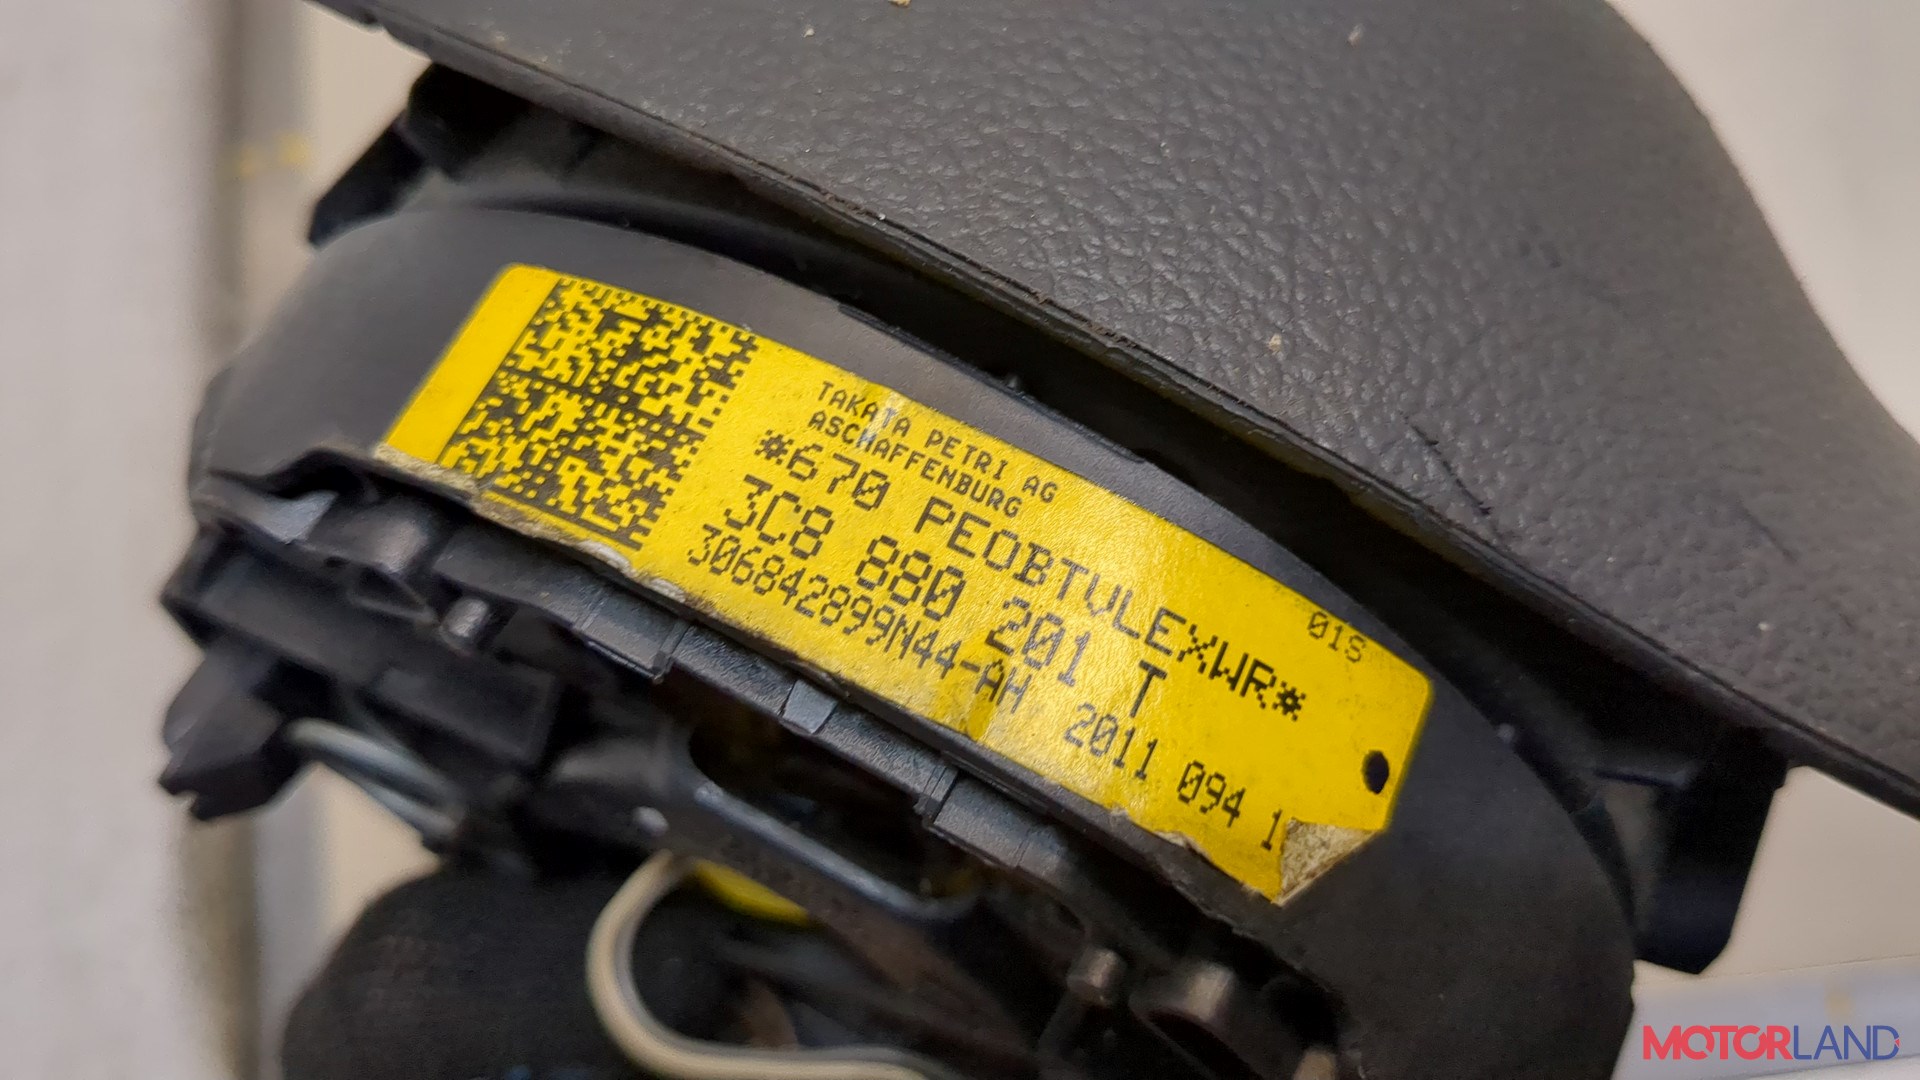 TAKATA PETRI AG
ASCHAFFENBURG
01S
*670 PEOBTVLEXWR*
3C8 880 201 T
306842899N44-AH 2011 094 1
MOTORLAND